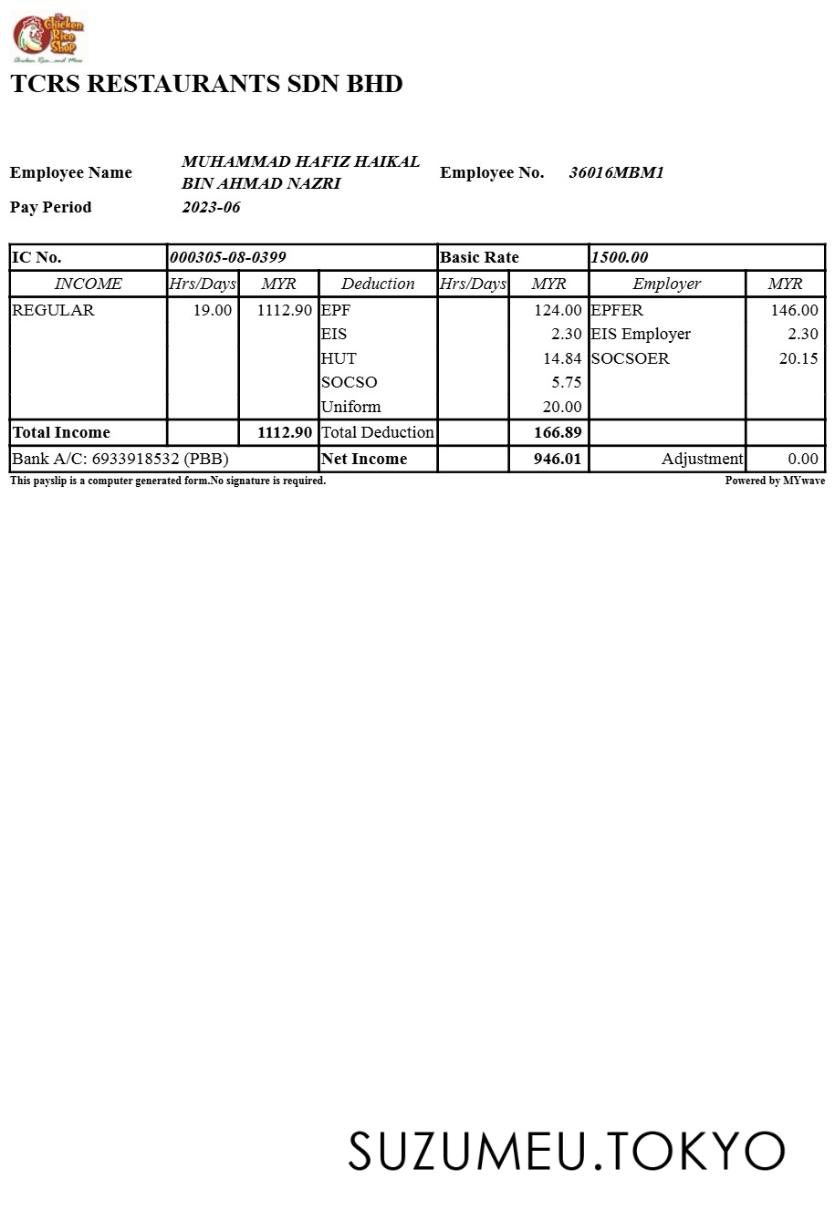 The
Chicken
Rice
Shop
Chicken Rice...and More
TCRS RESTAURANTS SDN BHD
Employee Name MUHAMMAD HAFIZ HAIKAL BIN AHMAD NAZRI Employee No. 36016MBM1
Pay Period 2023-06
IC No. 000305-08-0399 Basic Rate 1500.00
INCOME Hrs/Days MYR Deduction Hrs/Days MYR Employer MYR
REGULAR 19.00 1112.90 EPF 124.00 EPFER 146.00
EIS 2.30 EIS Employer 2.30
HUT 14.84 SOCSOER 20.15
SOCSO 5.75
Uniform 20.00
Total Income 1112.90 Total Deduction 166.89
Bank A/C: 6933918532 (PBB) Net Income 946.01 Adjustment 0.00
This payslip is a computer generated form.No signature is required. Powered by MYwave
SUZUMEU.TOKYO